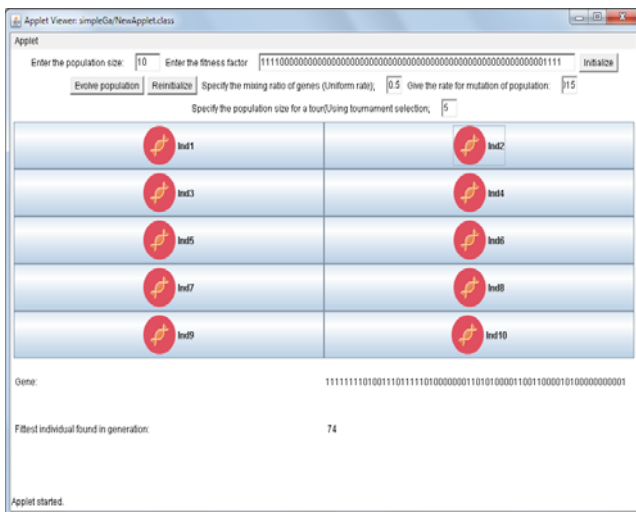 Applet Viewer: simpleGa/NewApplet.class
Applet
Enter the population size: 10 Enter the fitness factor Initialize
Evolve population Reinitialize Specify the mixing ratio of genes (Uniform rate); 0.5 Give the rate for mutation of population:
Specify the population size for a tour(Using tournament selection; 5
Ind1 Ind2
Ind3 Ind4
Ind5 Ind6
Ind7 Ind8
Ind9 Ind10
Gene:
Fittest individual found in generation: 74
Applet started.